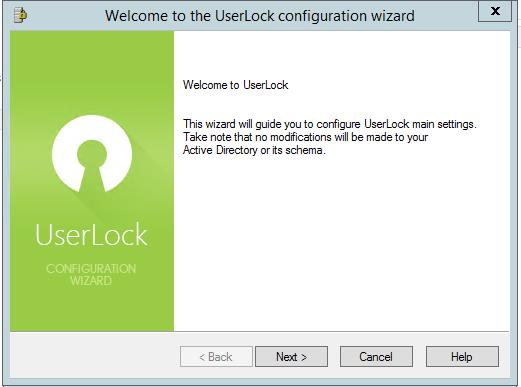 Welcome to the UserLock configuration wizard
x
Welcome to UserLock
This wizard will guide you to configure UserLock main settings.
Take note that no modifications will be made to your
Active Directory or its schema.
UserLock
CONFIGURATION
WIZARD
< Back
Next >
Cancel
Help